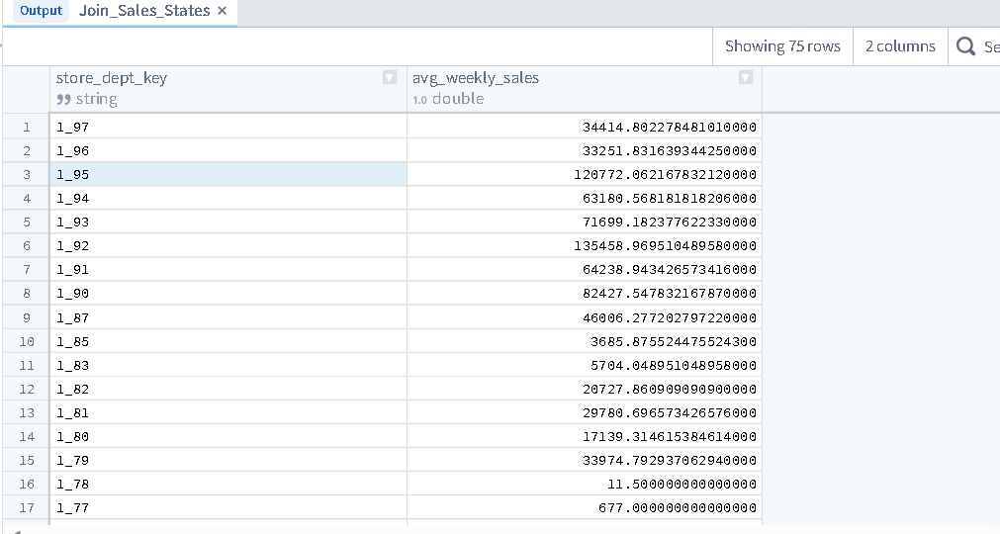 Output Join_Sales_States ×
Showing 75 rows 2 columns Se
store_dept_key avg_weekly_sales
string 1.0 double
1 1_97 34414.802278481010000
2 1_96 33251.831639344250000
3 1_95 120772.062167832120000
4 1_94 63180.568181818206000
5 1_93 71699.182377622330000
6 1_92 135458.969510489580000
7 1_91 64238.943426573416000
8 1_90 82427.547832167870000
9 1_87 46006.277202797220000
10 1_85 3685.875524475524300
11 1_83 5704.048951048958000
12 1_82 20727.860909090900000
13 1_81 29780.696573426576000
14 1_80 17139.314615384614000
15 1_79 33974.792937062940000
16 1_78 11.500000000000000
17 1_77 677.000000000000000